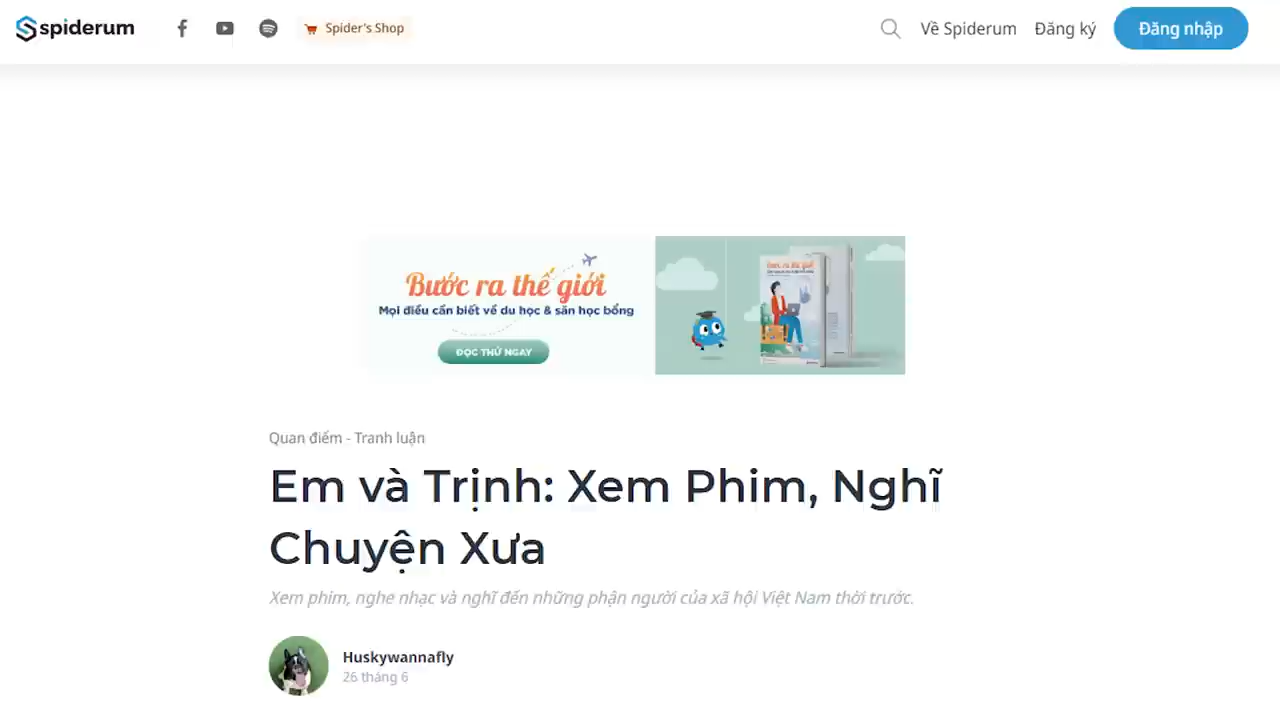 spiderum
Spider's Shop
Về Spiderum
Đăng ký
Đăng nhập
Bước ra thế giới
Mọi điều cần biết về du học & săn học bổng
ĐỌC THỬ NGAY
Quan điểm - Tranh luận
Em và Trịnh: Xem Phim, Nghĩ
Chuyện Xưa
Xem phim, nghe nhạc và nghĩ đến những phận người của xã hội Việt Nam thời trước.
Huskywannafly
26 tháng 6